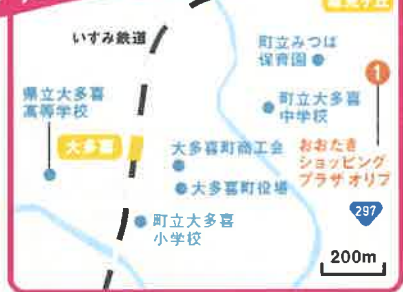 いすみ鉄道
町立みつば
保育園
1
県立大多喜
高等学校
町立大多喜
中学校
大多喜
大多喜町商工会
おおたき
ショッピング
プラザ オリブ
大多喜町役場
297
町立大多喜
小学校
200m